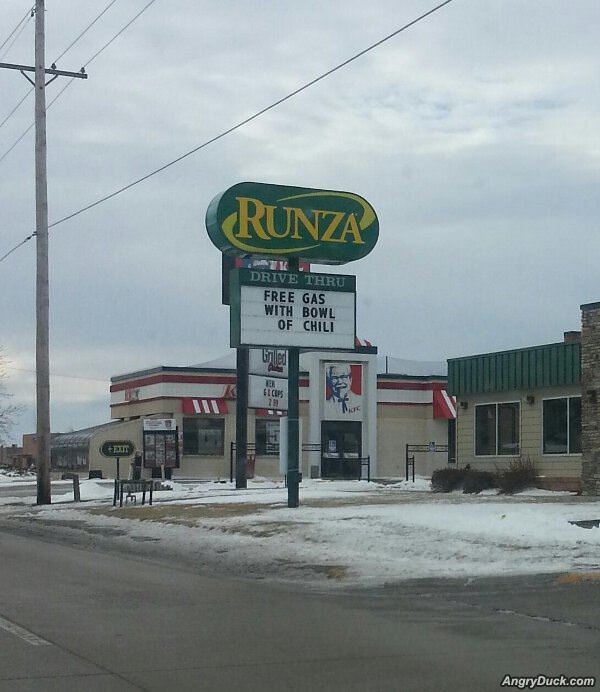 RUNZA
DRIVE THRU
FREE GAS
WITH BOWL
OF CHILI
Grilled
KFC
EXIT
AngryDuck.com